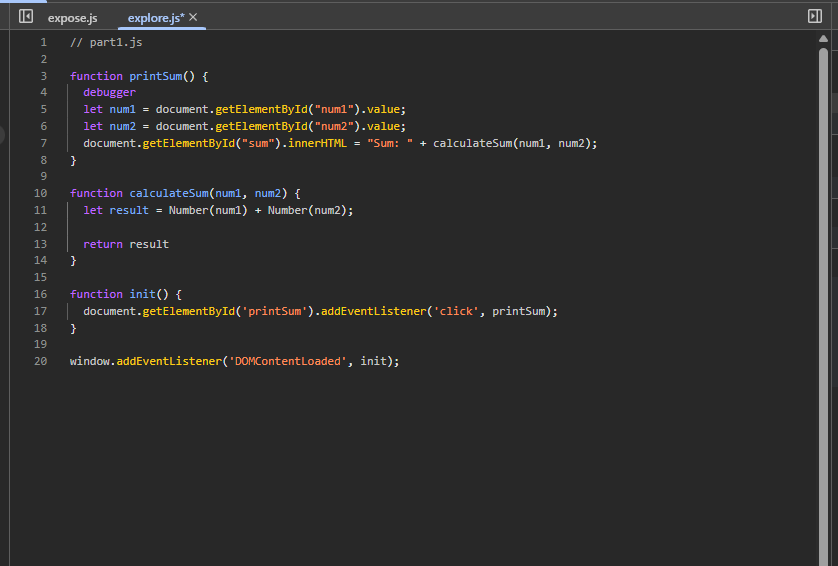 expose.js explore.js*
1 // part1.js
2
3 function printSum() {
4 debugger
5 let num1 = document.getElementById("num1").value;
6 let num2 = document.getElementById("num2").value;
7 document.getElementById("sum").innerHTML = "Sum: " + calculateSum(num1, num2);
8 }
9
10 function calculateSum(num1, num2) {
11 let result = Number(num1) + Number(num2);
12
13 return result
14 }
15
16 function init() {
17 document.getElementById('printSum').addEventListener('click', printSum);
18 }
19
20 window.addEventListener('DOMContentLoaded', init);